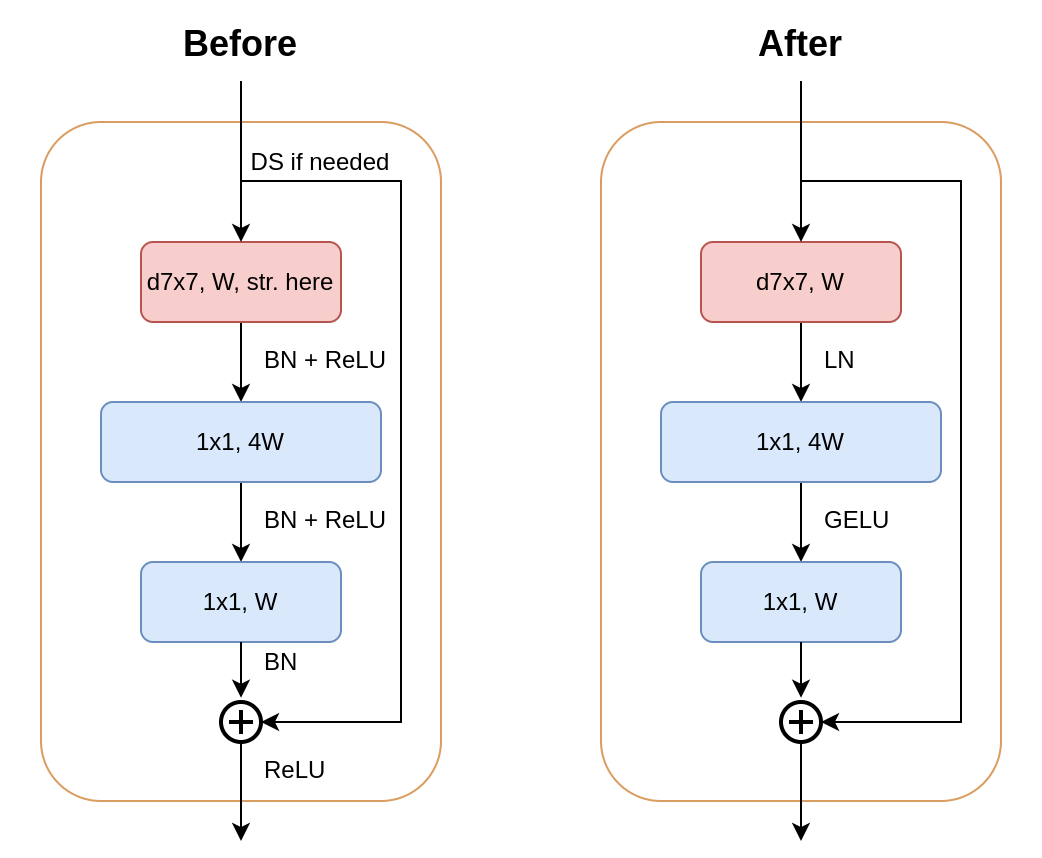 Before
DS if needed
d7x7, W, str. here
BN + ReLU
1x1, 4W
BN + ReLU
1x1, W
BN
ReLU
After
d7x7, W
LN
1x1, 4W
GELU
1x1, W